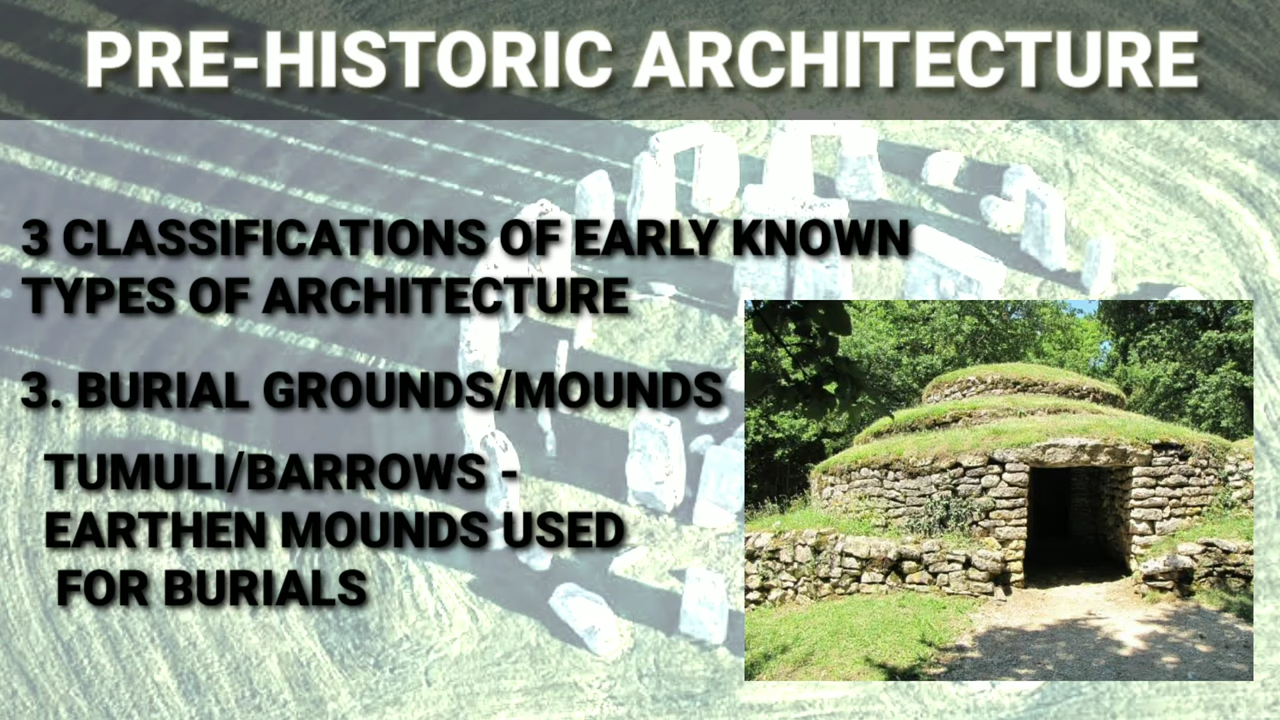 PRE-HISTORIC ARCHITECTURE
3 CLASSIFICATIONS OF EARLY KNOWN
TYPES OF ARCHITECTURE
3. BURIAL GROUNDS/MOUNDS
TUMULI/BARROWS -
EARTHEN MOUNDS USED
FOR BURIALS